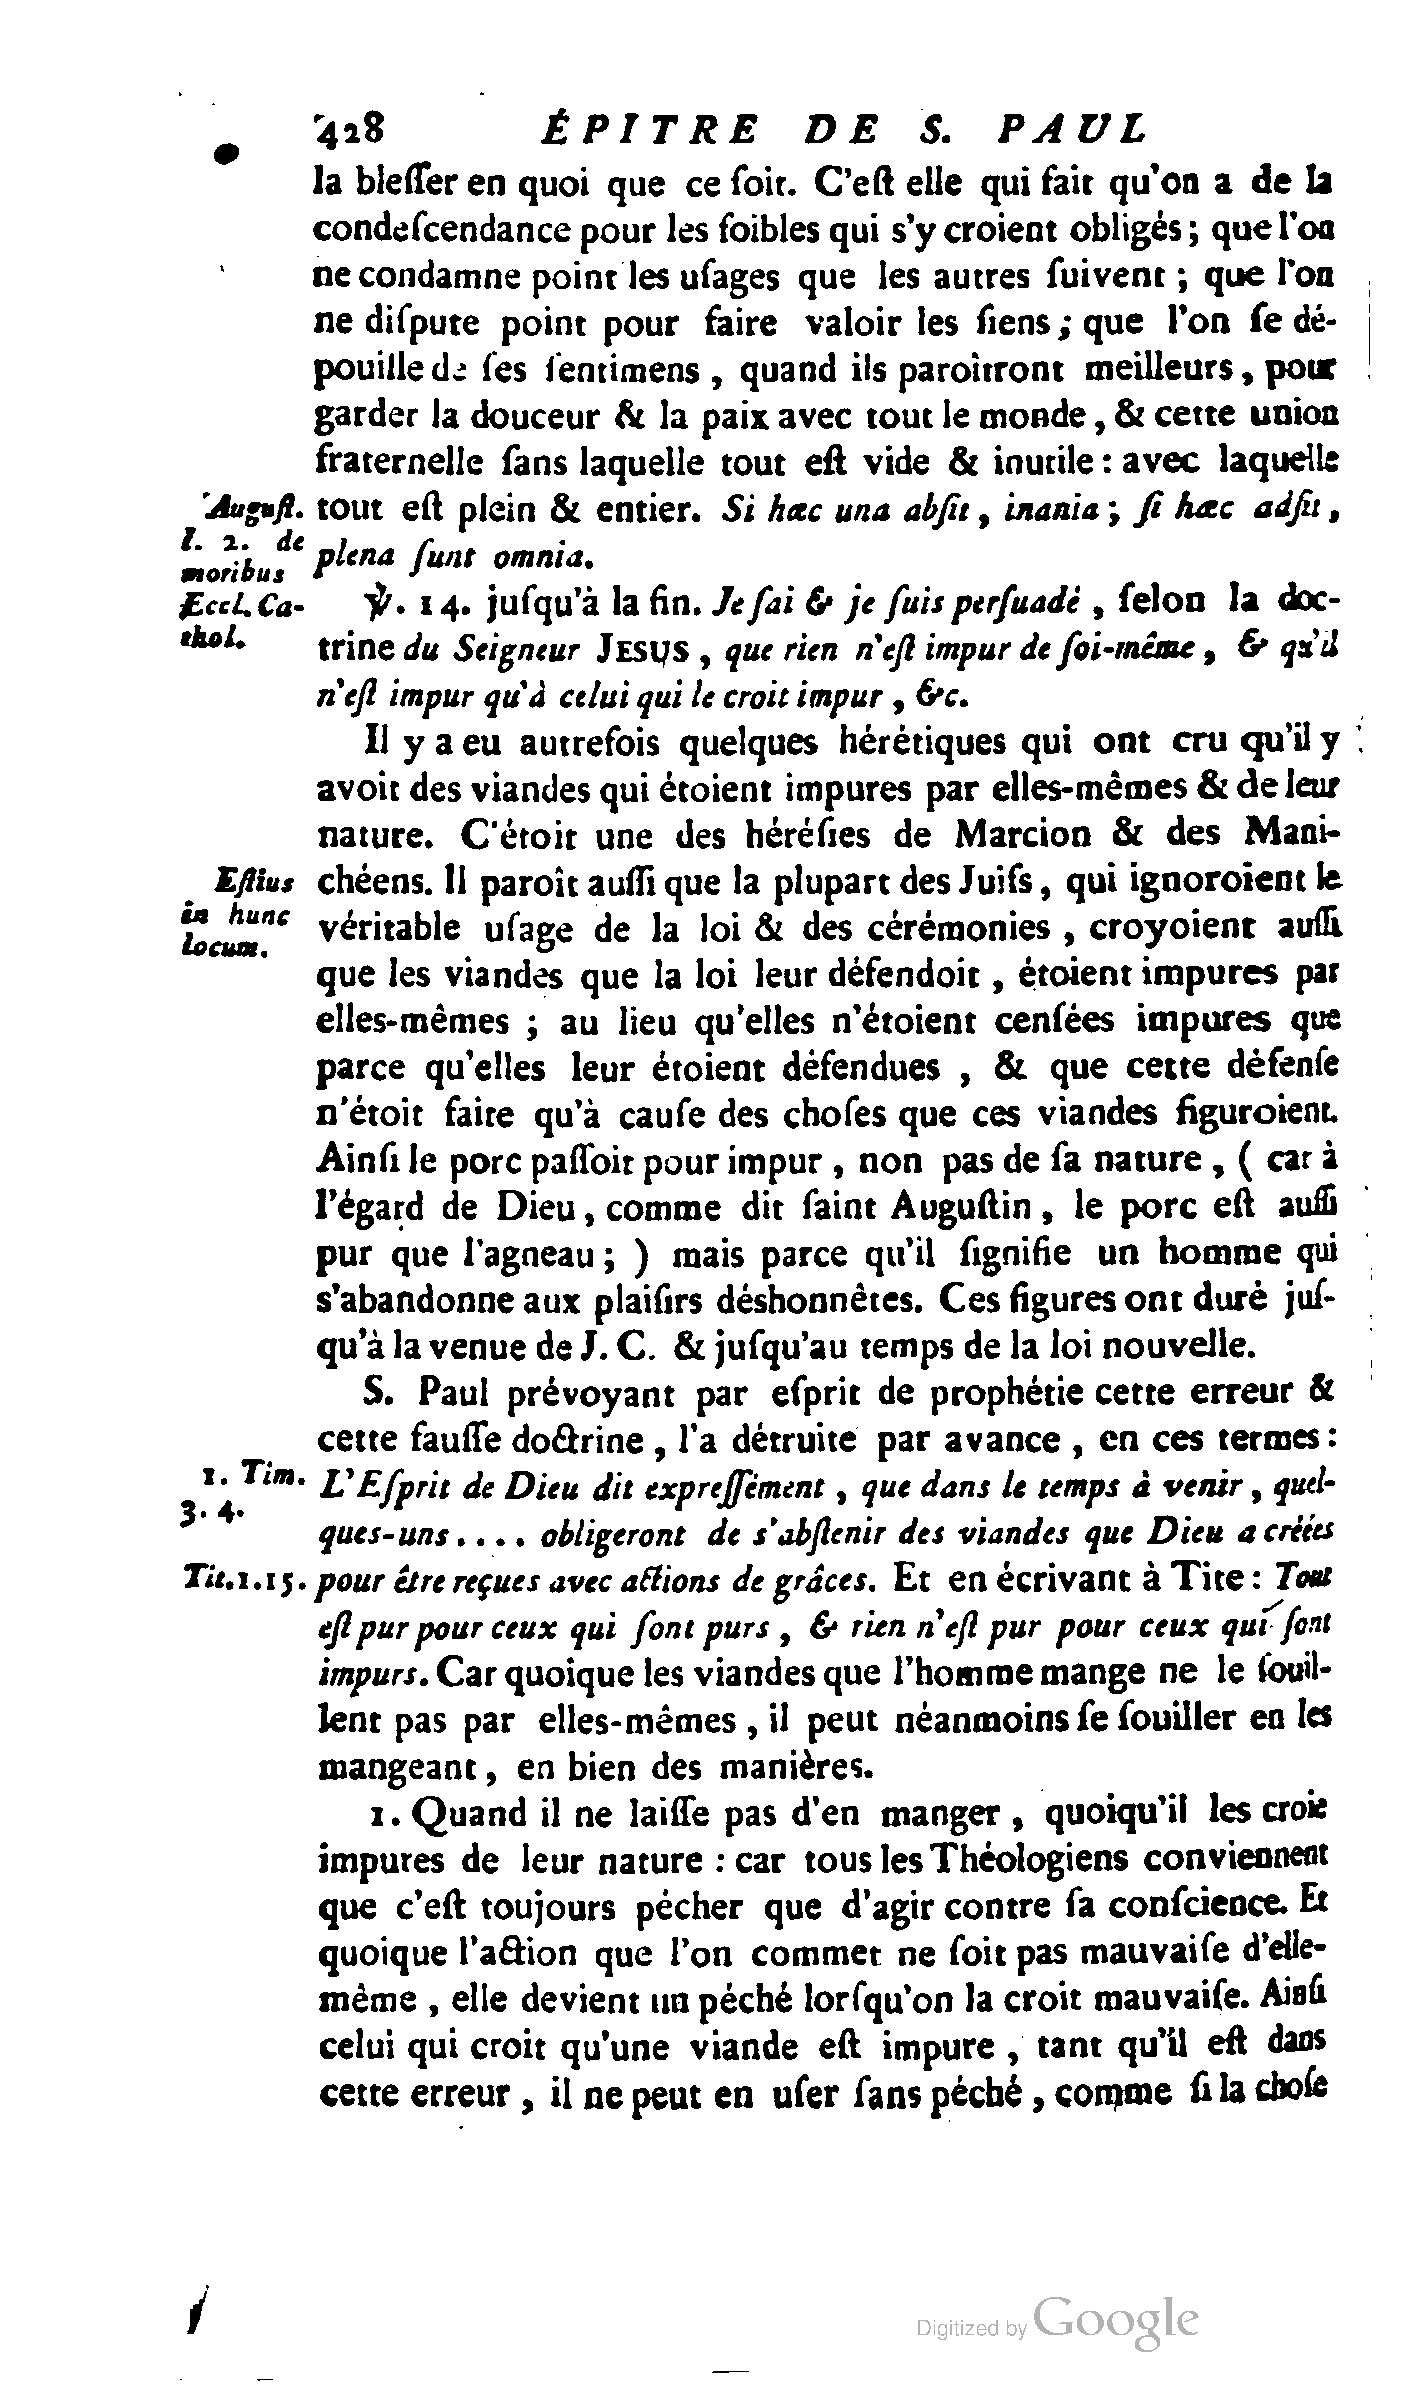 428 ÉPITRE DE S. PAUL
la bleſſer en quoi que ce ſoit. C'eſt elle qui fait qu'on a de la
condeſcendance pour les foibles qui s'y croient obligés ; que l'on
ne condamne point les uſages que les autres ſuivent ; que l'on
ne diſpute point pour faire valoir les ſiens ; que l'on ſe dé-
pouille de ſes ſentimens , quand ils paroîtront meilleurs , pour
garder la douceur & la paix avec tout le monde , & cette union
fraternelle ſans laquelle tout eſt vide & inutile : avec laquelle
tout eſt plein & entier. Si hæc una abſit , inania ; ſi hæc adſit ,
plena ſunt omnia.
Auguſt.
l. 2. de
moribus
Eccl. Ca-
thol.
℣. 14. juſqu'à la fin. Je ſai & je ſuis perſuadé , ſelon la doc-
trine du Seigneur JESUS , que rien n'eſt impur de ſoi-même , & qu'il
n'eſt impur qu'à celui qui le croit impur , &c.
Il y a eu autrefois quelques hérétiques qui ont cru qu'il y
avoit des viandes qui étoient impures par elles-mêmes & de leur
nature. C'étoit une des héréſies de Marcion & des Mani-
chéens. Il paroît auſſi que la plupart des Juifs , qui ignoroient le
véritable uſage de la loi & des cérémonies , croyoient auſſi
Eſtius
in hunc
locum.
que les viandes que la loi leur défendoit , étoient impures par
elles-mêmes ; au lieu qu'elles n'étoient cenſées impures que
parce qu'elles leur étoient défendues , & que cette défenſe
n'étoit faite qu'à cauſe des choſes que ces viandes figuroient.
Ainſi le porc paſſoit pour impur , non pas de ſa nature , ( car à
l'égard de Dieu , comme dit ſaint Auguſtin , le porc eſt auſſi
pur que l'agneau ; ) mais parce qu'il ſignifie un homme qui
s'abandonne aux plaiſirs déshonnêtes. Ces figures ont duré juſ-
qu'à la venue de J. C. & juſqu'au temps de la loi nouvelle.
S. Paul prévoyant par eſprit de prophétie cette erreur &
cette fauſſe doctrine , l'a détruite par avance , en ces termes :
1. Tim.
3. 4.
L'Eſprit de Dieu dit expreſſément , que dans le temps à venir , quel-
ques-uns .... obligeront de s'abſtenir des viandes que Dieu a créées
Tit. 1. 15.
pour être reçues avec actions de grâces. Et en écrivant à Tite : Tout
eſt pur pour ceux qui ſont purs , & rien n'eſt pur pour ceux qui ſont
impurs. Car quoique les viandes que l'homme mange ne le ſouil-
lent pas par elles-mêmes , il peut néanmoins ſe ſouiller en les
mangeant , en bien des manières.
1. Quand il ne laiſſe pas d'en manger , quoiqu'il les croie
impures de leur nature : car tous les Théologiens conviennent
que c'eſt toujours pécher que d'agir contre ſa conſcience. Et
quoique l'action que l'on commet ne ſoit pas mauvaiſe d'elle-
même , elle devient un péché lorſqu'on la croit mauvaiſe. Ainſi
celui qui croit qu'une viande eſt impure , tant qu'il eſt dans
cette erreur , il ne peut en uſer ſans péché , comme ſi la choſe
Digitized by Google